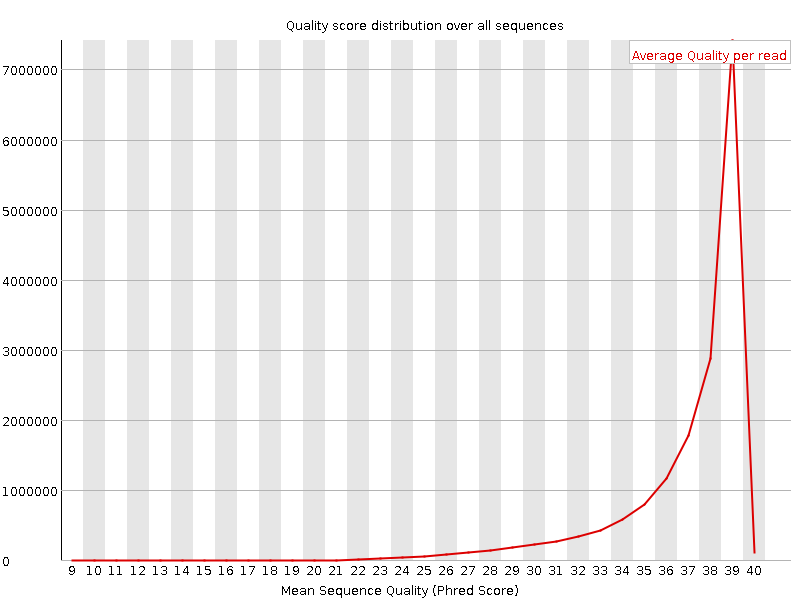 Quality score distribution over all sequences
Average Quality per read
7000000
6000000
5000000
4000000
3000000
2000000
1000000
0
9 10 11 12 13 14 15 16 17 18 19 20 21 22 23 24 25 26 27 28 29 30 31 32 33 34 35 36 37 38 39 40
Mean Sequence Quality (Phred Score)